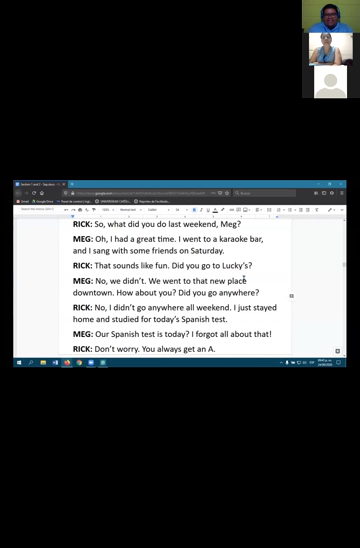 RICK: So, what did you do last weekend, Meg?
MEG: Oh, I had a great time. I went to a karaoke bar,
and I sang with some friends on Saturday.
RICK: That sounds like fun. Did you go to Lucky's?
MEG: No, we didn't. We went to that new place
downtown. How about you? Did you go anywhere?
RICK: No, I didn't go anywhere all weekend. I just stayed
home and studied for today's Spanish test.
MEG: Our Spanish test is today? I forgot all about that!
RICK: Don't worry. You always get an A.